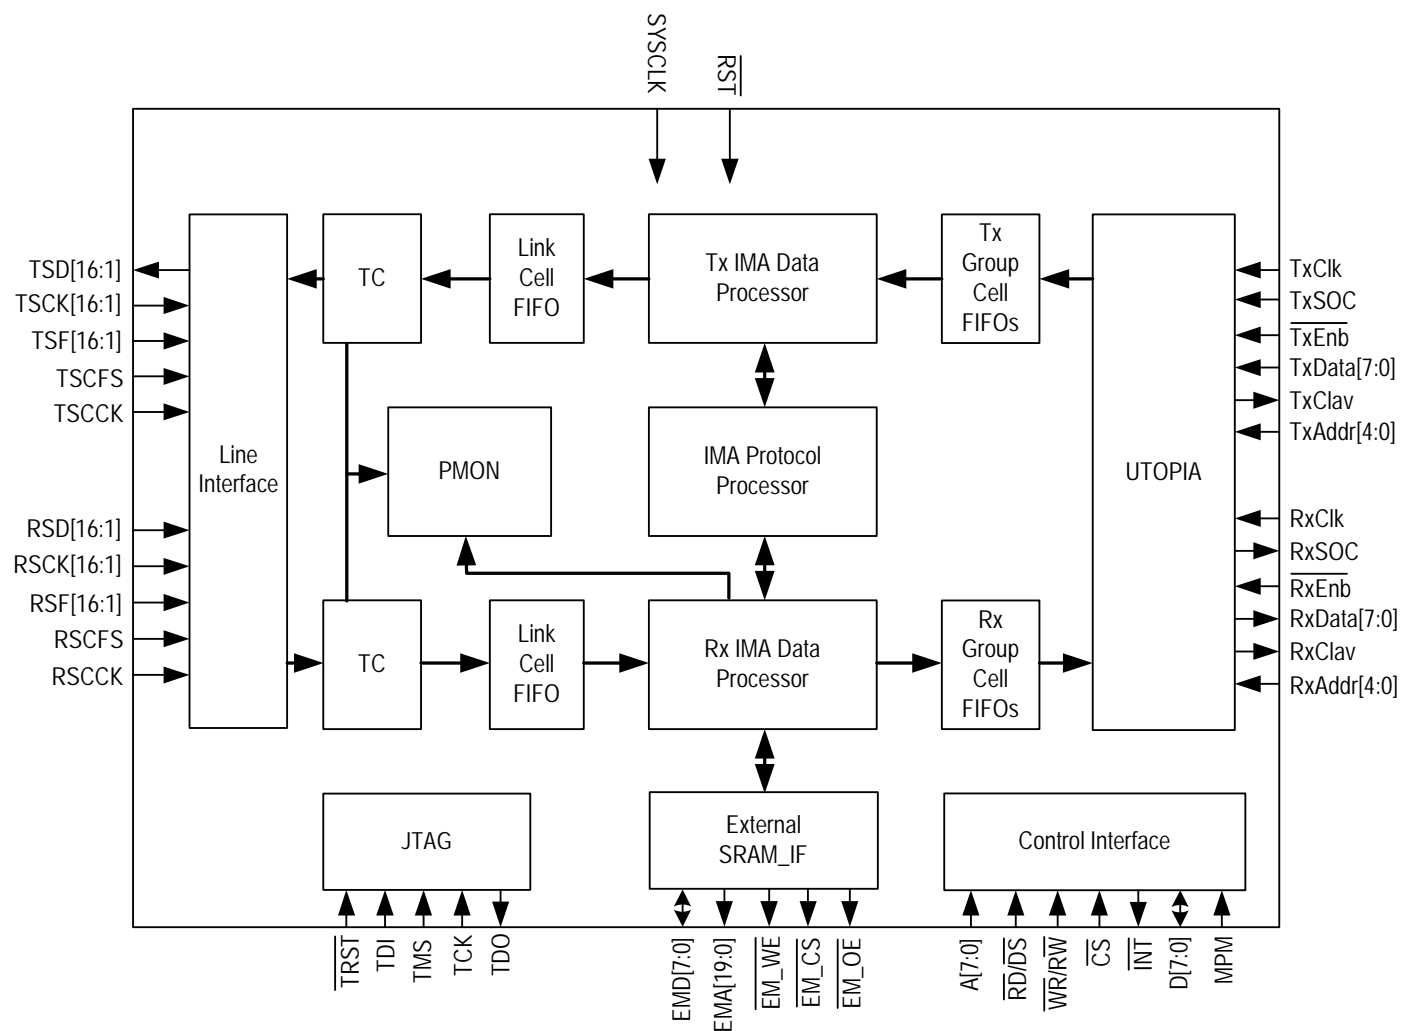 SYSCLK
RST
TSD[16:1]
TSCK[16:1]
TSF[16:1]
TSCFS
TSCCK
RSD[16:1]
RSCK[16:1]
RSF[16:1]
RSCFS
RSCCK
Line
Interface
TC
Link
Cell
FIFO
Tx IMA Data
Processor
Tx
Group
Cell
FIFOs
PMON
IMA Protocol
Processor
UTOPIA
TC
Link
Cell
FIFO
Rx IMA Data
Processor
Rx
Group
Cell
FIFOs
TxClk
TxSOC
TxEnb
TxData[7:0]
TxClav
TxAddr[4:0]
RxClk
RxSOC
RxEnb
RxData[7:0]
RxClav
RxAddr[4:0]
JTAG
External
SRAM_IF
Control Interface
TRST
TDI
TMS
TCK
TDO
EMD[7:0]
EMA[19:0]
EM_WE
EM_CS
EM_OE
A[7:0]
RD/DS
WR/RW
CS
INT
D[7:0]
MPM